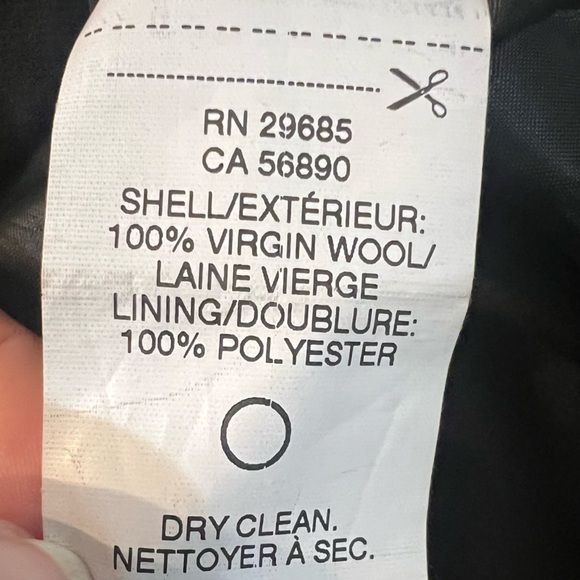 RN 29685
CA 56890
SHELL/EXTÉRIEUR:
100% VIRGIN WOOL/
LAINE VIERGE
LINING/DOUBLURE:
100% POLYESTER
DRY CLEAN.
NETTOYER À SEC.